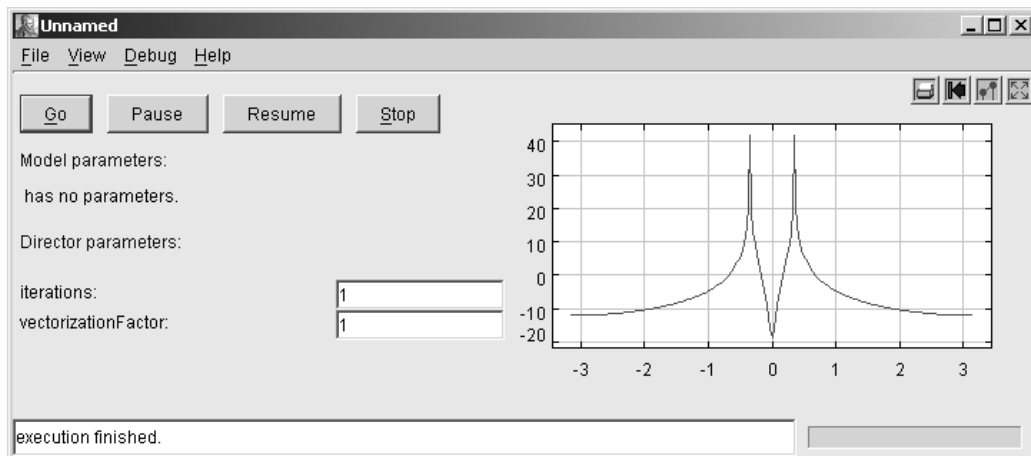 Unnamed
File View Debug Help
Go Pause Resume Stop
Model parameters:
has no parameters.
Director parameters:
iterations: 1
vectorizationFactor: 1
40
30
20
10
0
-10
-20
-3 -2 -1 0 1 2 3
execution finished.